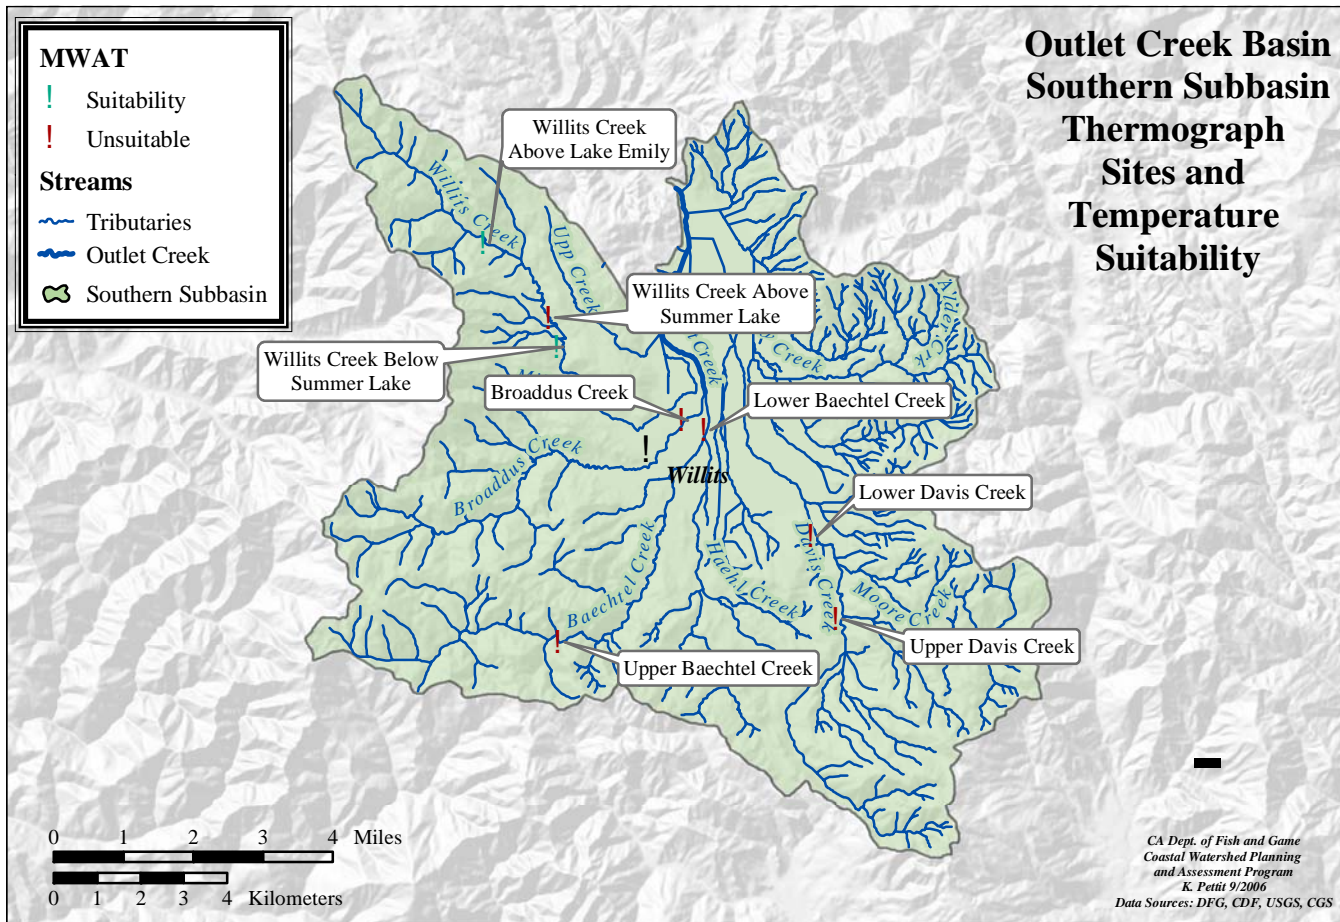 MWAT
! Suitability
! Unsuitable
Streams
Tributaries
Outlet Creek
Southern Subbasin
Outlet Creek Basin
Southern Subbasin
Thermograph
Sites and
Temperature
Suitability
Willits Creek
Above Lake Emily
Willits Creek
Upp Creek
Willits Creek Above
Summer Lake
Alder Crk
Creek
Creek
Willits Creek Below
Summer Lake
Broaddus Creek
Lower Baechtel Creek
Broaddus Creek
!
Willits
Lower Davis Creek
Davis Creek
Baechtel Creek
Haehl Creek
Moore Creek
Upper Davis Creek
Upper Baechtel Creek
0 1 2 3 4 Miles
0 1 2 3 4 Kilometers
CA Dept. of Fish and Game
Coastal Watershed Planning
and Assessment Program
K. Pettit 9/2006
Data Sources: DFG, CDF, USGS, CGS